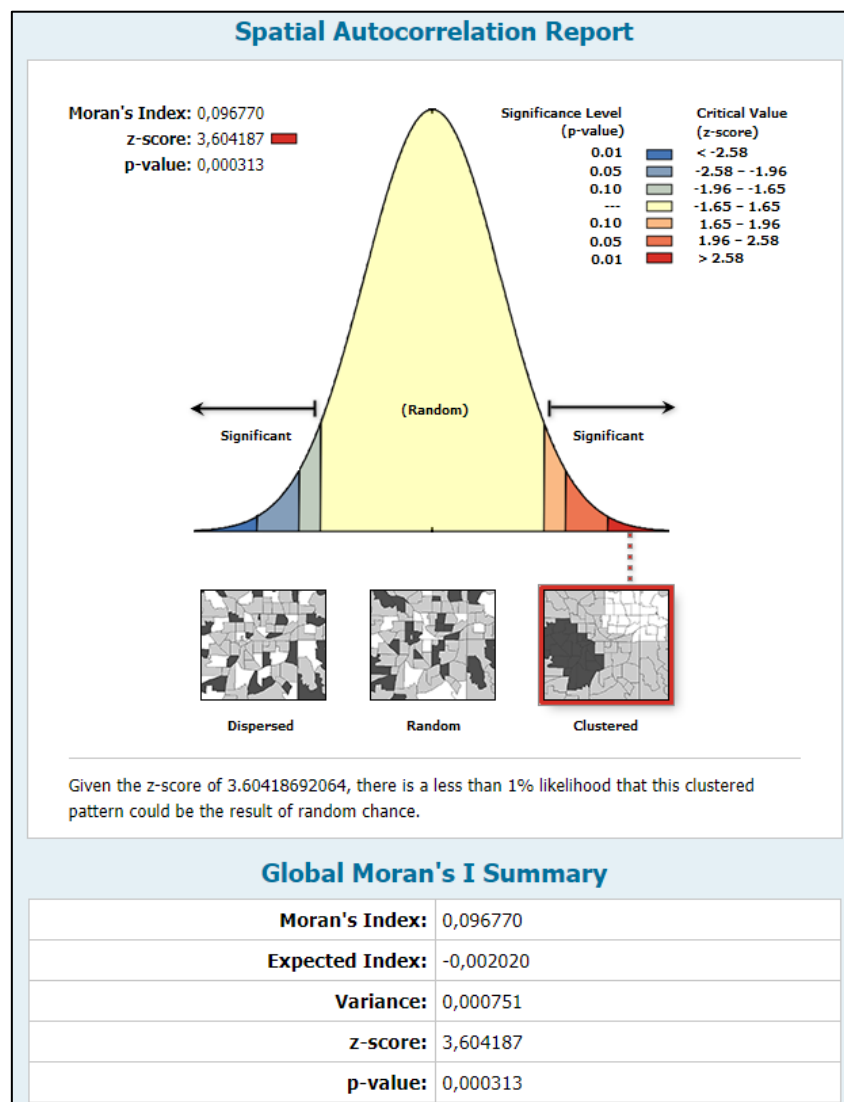 Spatial Autocorrelation Report
Moran's Index: 0,096770
z-score: 3,604187
p-value: 0,000313
Significance Level Critical Value
(p-value) (z-score)
0.01 < -2.58
0.05 -2.58 – -1.96
0.10 -1.96 – -1.65
--- -1.65 – 1.65
0.10 1.65 – 1.96
0.05 1.96 – 2.58
0.01 > 2.58
(Random)
Significant Significant
Dispersed Random Clustered
Given the z-score of 3.60418692064, there is a less than 1% likelihood that this clustered
pattern could be the result of random chance.
Global Moran's I Summary
Moran's Index: 0,096770
Expected Index: -0,002020
Variance: 0,000751
z-score: 3,604187
p-value: 0,000313